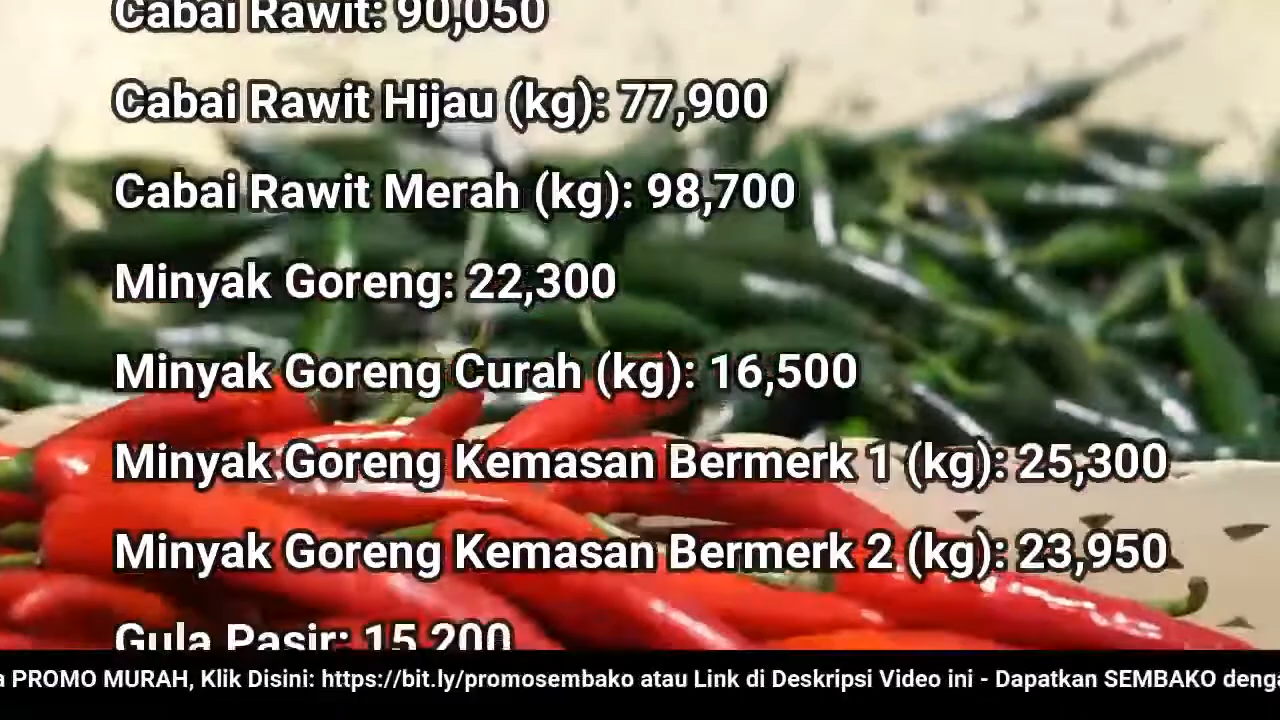 Cabai Rawit: 90,050
Cabai Rawit Hijau (kg): 77,900
Cabai Rawit Merah (kg): 98,700
Minyak Goreng: 22,300
Minyak Goreng Curah (kg): 16,500
Minyak Goreng Kemasan Bermerk 1 (kg): 25,300
Minyak Goreng Kemasan Bermerk 2 (kg): 23,950
Gula Pasir: 15,200
a PROMO MURAH, Klik Disini: https://bit.ly/promosembako atau Link di Deskripsi Video ini - Dapatkan SEMBAKO denga